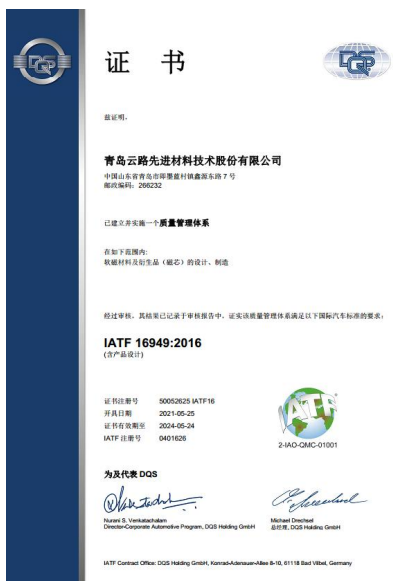 DQS
证 书
DQS
兹证明,
青岛云路先进材料技术股份有限公司
中国山东省青岛市即墨蓝村镇鑫源东路 7 号
邮政编码: 266232
已建立并实施一个质量管理体系
在如下范围内:
软磁材料及衍生品(磁芯)的设计、制造
经过审核, 其结果已记录于审核报告中, 证实该质量管理体系满足以下国际汽车标准的要求:
IATF 16949:2016
(含产品设计)
证书注册号 50052625 IATF16
开具日期 2021-05-25
证书有效期至 2024-05-24
IATF 注册号 0401626
IATF
2-IAO-QMC-01001
为及代表 DQS
Nurani S. Venkatachalam
Director-Corporate Automotive Program, DQS Holding GmbH
Michael Drechsel
总经理, DQS Holding GmbH
IATF Contract Office: DQS Holding GmbH, Konrad-Adenauer-Allee 8-10, 61118 Bad Vilbel, Germany